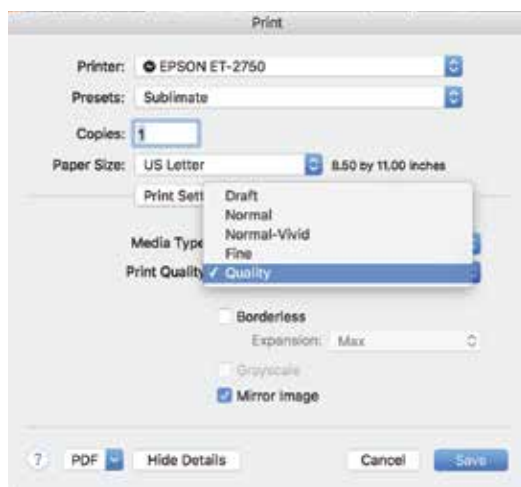 Print
Printer: EPSON ET-2750
Presets: Sublimate
Copies: 1
Paper Size: US Letter 8.50 by 11.00 inches
Print Sett
Draft
Normal
Normal-Vivid
Fine
Media Type
Print Quality ✓ Quality
Borderless
Expansion: Max
Grayscale
Mirror Image
? PDF Hide Details Cancel Save